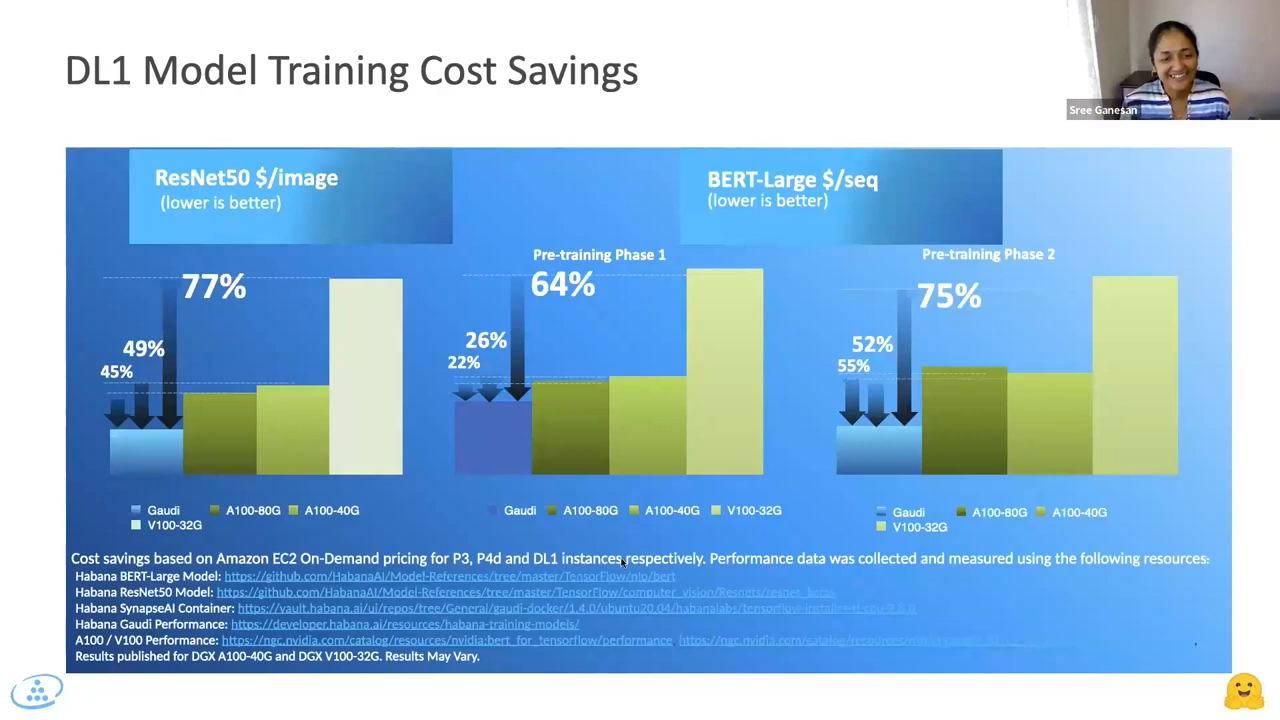 DL1 Model Training Cost Savings
Sree Ganesan
ResNet50 $/image
(lower is better)
BERT-Large $/seq
(lower is better)
Pre-training Phase 1
Pre-training Phase 2
77%
49%
45%
64%
26%
22%
75%
52%
55%
Gaudi A100-80G A100-40G
V100-32G
Gaudi A100-80G A100-40G V100-32G
Gaudi A100-80G A100-40G
V100-32G
Cost savings based on Amazon EC2 On-Demand pricing for P3, P4d and DL1 instances respectively. Performance data was collected and measured using the following resources:
Habana BERT-Large Model: https://github.com/HabanaAI/Model-References/tree/master/TensorFlow/nlp/bert
Habana ResNet50 Model: https://github.com/HabanaAI/Model-References/tree/master/TensorFlow/computer_vision/Resnets/resnet_keras
Habana SynapseAI Container:
Habana Gaudi Performance: https://developer.habana.ai/resources/habana-training-models/
A100 / V100 Performance: https://ngc.nvidia.com/catalog/resources/nvidia:bert_for_tensorflow/performance
Results published for DGX A100-40G and DGX V100-32G. Results May Vary.